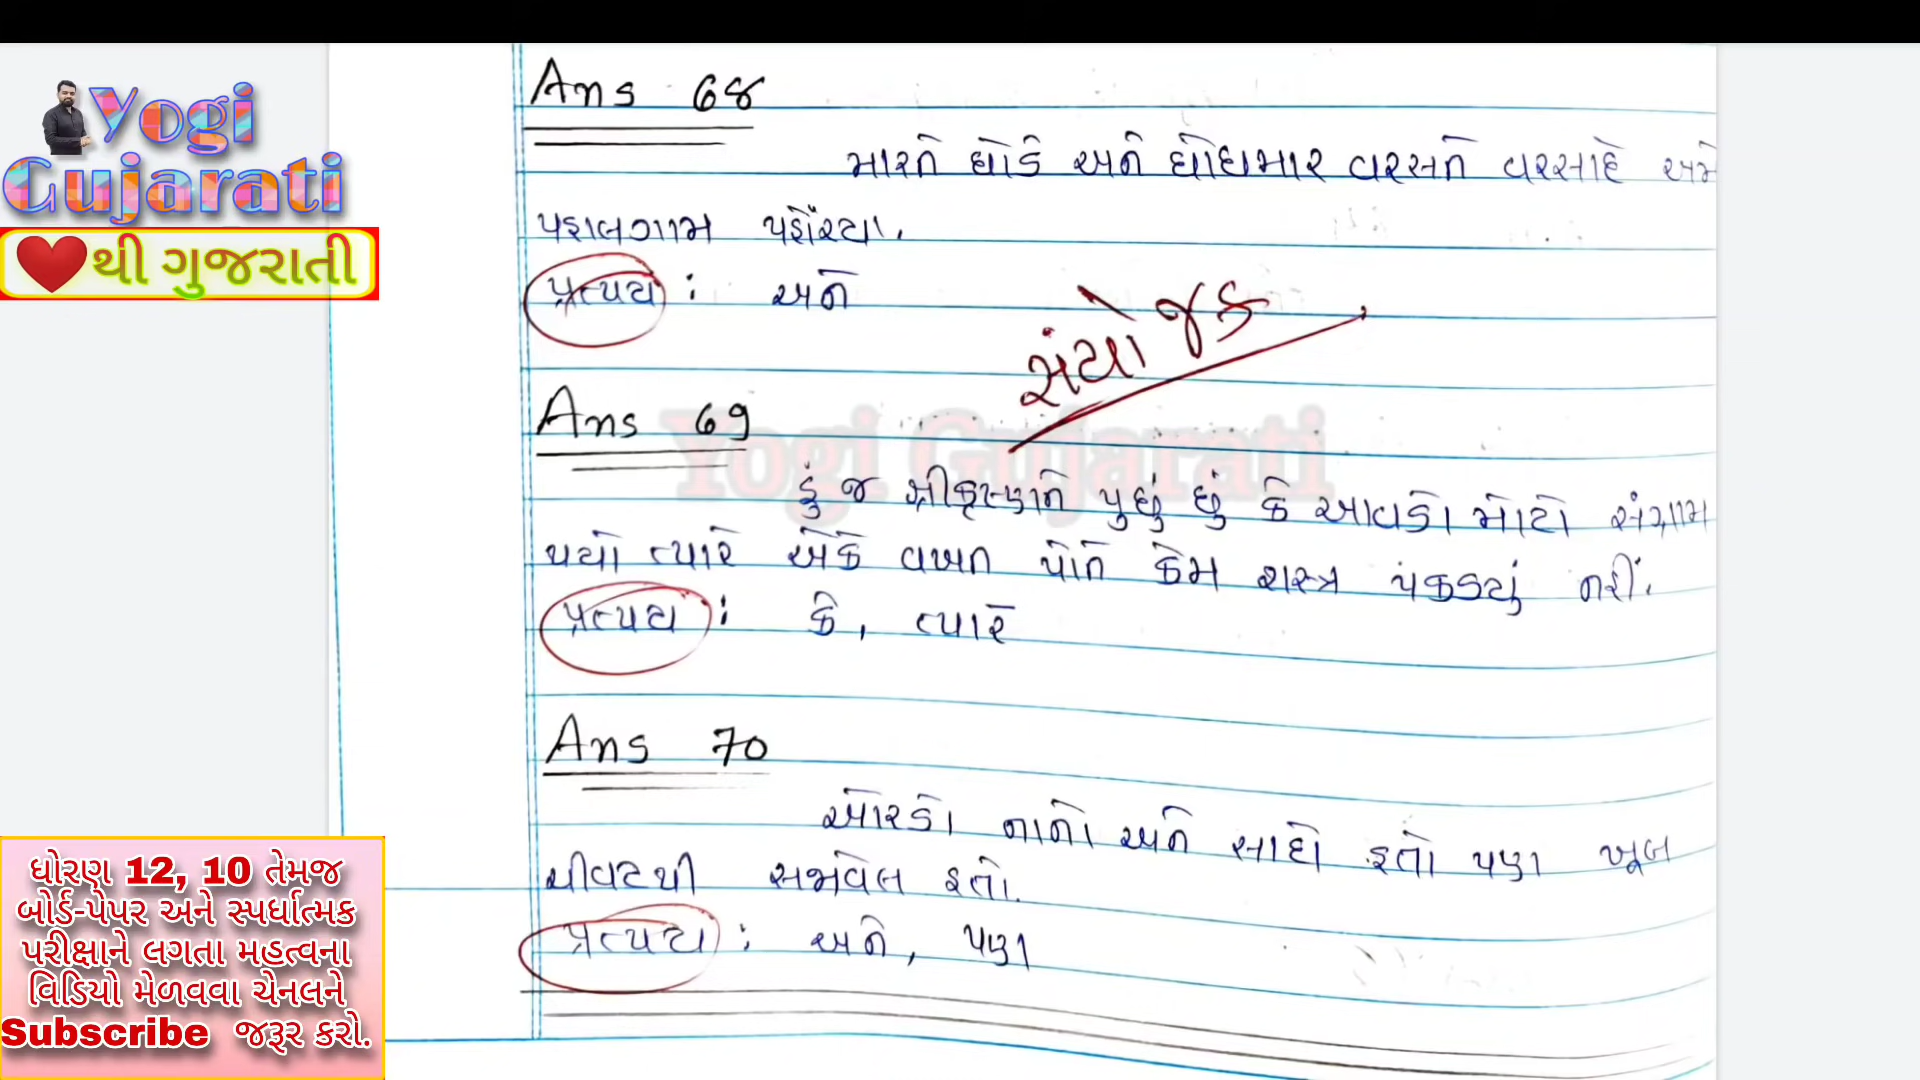 Yogi
Gujarati
થી ગુજરાતી
Ans 68
મારતે ઘોડે અને ધોધમાર વરસતે વરસાદે અમે
પહાલગામ પહોંચ્યા.
પ્રત્યય : અને
સંયોજક
Ans 69
હું જ શ્રીકૃષ્ણને પુછું છું કે આવડો મોટો સંગ્રામ
થયો ત્યારે એકે વખત પોતે કેમ શસ્ત્ર પકડ્યું નહીં.
પ્રત્યય : કે, ત્યારે
Yogi Gujarati
Ans 70
ઓરડો નાનો અને સાદો હતો પણ ખૂબ
ચીવટથી સજાવેલ હતો.
પ્રત્યય : અને, પણ
ધોરણ 12, 10 તેમજ
બોર્ડ-પેપર અને સ્પર્ધાત્મક
પરીક્ષાને લગતા મહત્વના
વિડિયો મેળવવા ચેનલને
Subscribe જરૂર કરો.